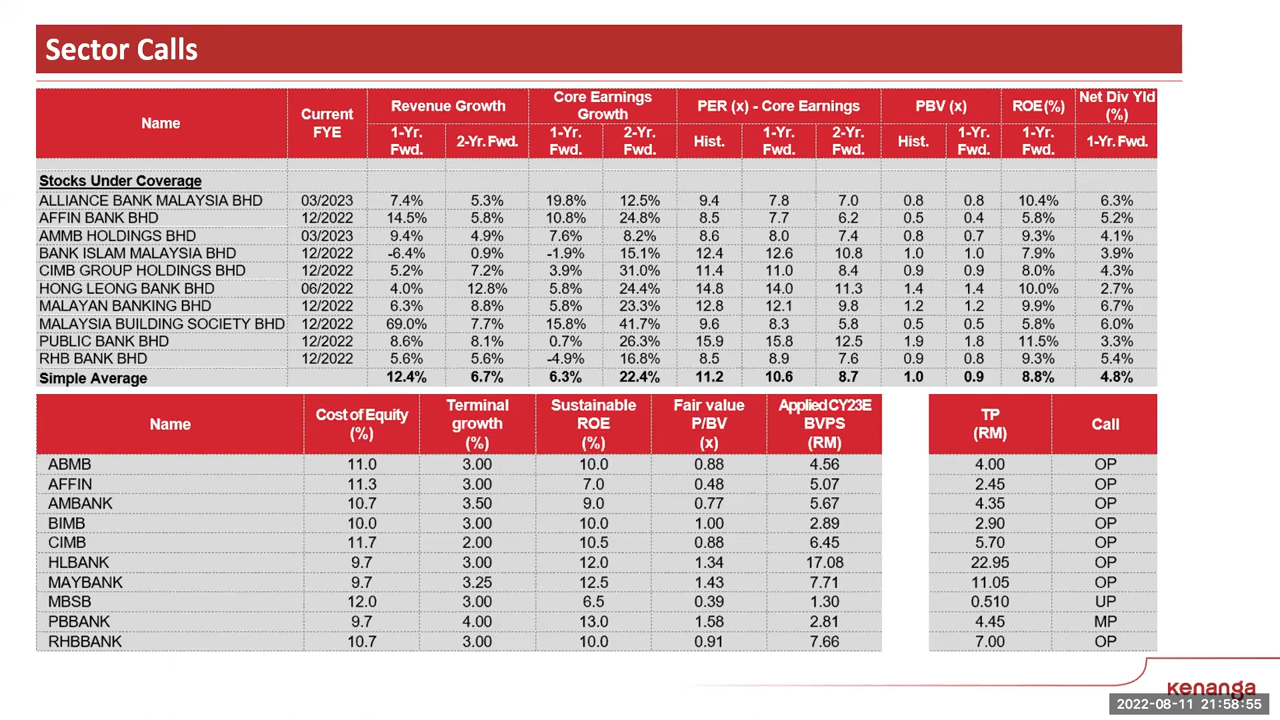 Sector Calls
Name Current FYE Revenue Growth Core Earnings Growth PER (x) - Core Earnings PBV (x) ROE(%) Net Div Yld (%)
1-Yr. Fwd. 2-Yr. Fwd. 1-Yr. Fwd. 2-Yr. Fwd. Hist. 1-Yr. Fwd. 2-Yr. Fwd. Hist. 1-Yr. Fwd. 1-Yr. Fwd. 1-Yr. Fwd.
Stocks Under Coverage
ALLIANCE BANK MALAYSIA BHD 03/2023 7.4% 5.3% 19.8% 12.5% 9.4 7.8 7.0 0.8 0.8 10.4% 6.3%
AFFIN BANK BHD 12/2022 14.5% 5.8% 10.8% 24.8% 8.5 7.7 6.2 0.5 0.4 5.8% 5.2%
AMMB HOLDINGS BHD 03/2023 9.4% 4.9% 7.6% 8.2% 8.6 8.0 7.4 0.8 0.7 9.3% 4.1%
BANK ISLAM MALAYSIA BHD 12/2022 -6.4% 0.9% -1.9% 15.1% 12.4 12.6 10.8 1.0 1.0 7.9% 3.9%
CIMB GROUP HOLDINGS BHD 12/2022 5.2% 7.2% 3.9% 31.0% 11.4 11.0 8.4 0.9 0.9 8.0% 4.3%
HONG LEONG BANK BHD 06/2022 4.0% 12.8% 5.8% 24.4% 14.8 14.0 11.3 1.4 1.4 10.0% 2.7%
MALAYAN BANKING BHD 12/2022 6.3% 8.8% 5.8% 23.3% 12.8 12.1 9.8 1.2 1.2 9.9% 6.7%
MALAYSIA BUILDING SOCIETY BHD 12/2022 69.0% 7.7% 15.8% 41.7% 9.6 8.3 5.8 0.5 0.5 5.8% 6.0%
PUBLIC BANK BHD 12/2022 8.6% 8.1% 0.7% 26.3% 15.9 15.8 12.5 1.9 1.8 11.5% 3.3%
RHB BANK BHD 12/2022 5.6% 5.6% -4.9% 16.8% 8.5 8.9 7.6 0.9 0.8 9.3% 5.4%
Simple Average 12.4% 6.7% 6.3% 22.4% 11.2 10.6 8.7 1.0 0.9 8.8% 4.8%
Name Cost of Equity (%) Terminal growth (%) Sustainable ROE (%) Fair value P/BV (x) Applied CY23E BVPS (RM) TP (RM) Call
ABMB 11.0 3.00 10.0 0.88 4.56 4.00 OP
AFFIN 11.3 3.00 7.0 0.48 5.07 2.45 OP
AMBANK 10.7 3.50 9.0 0.77 5.67 4.35 OP
BIMB 10.0 3.00 10.0 1.00 2.89 2.90 OP
CIMB 11.7 2.00 10.5 0.88 6.45 5.70 OP
HLBANK 9.7 3.00 12.0 1.34 17.08 22.95 OP
MAYBANK 9.7 3.25 12.5 1.43 7.71 11.05 OP
MBSB 12.0 3.00 6.5 0.39 1.30 0.510 UP
PBBANK 9.7 4.00 13.0 1.58 2.81 4.45 MP
RHBBANK 10.7 3.00 10.0 0.91 7.66 7.00 OP
kenanga
2022-08-11 21:58:55